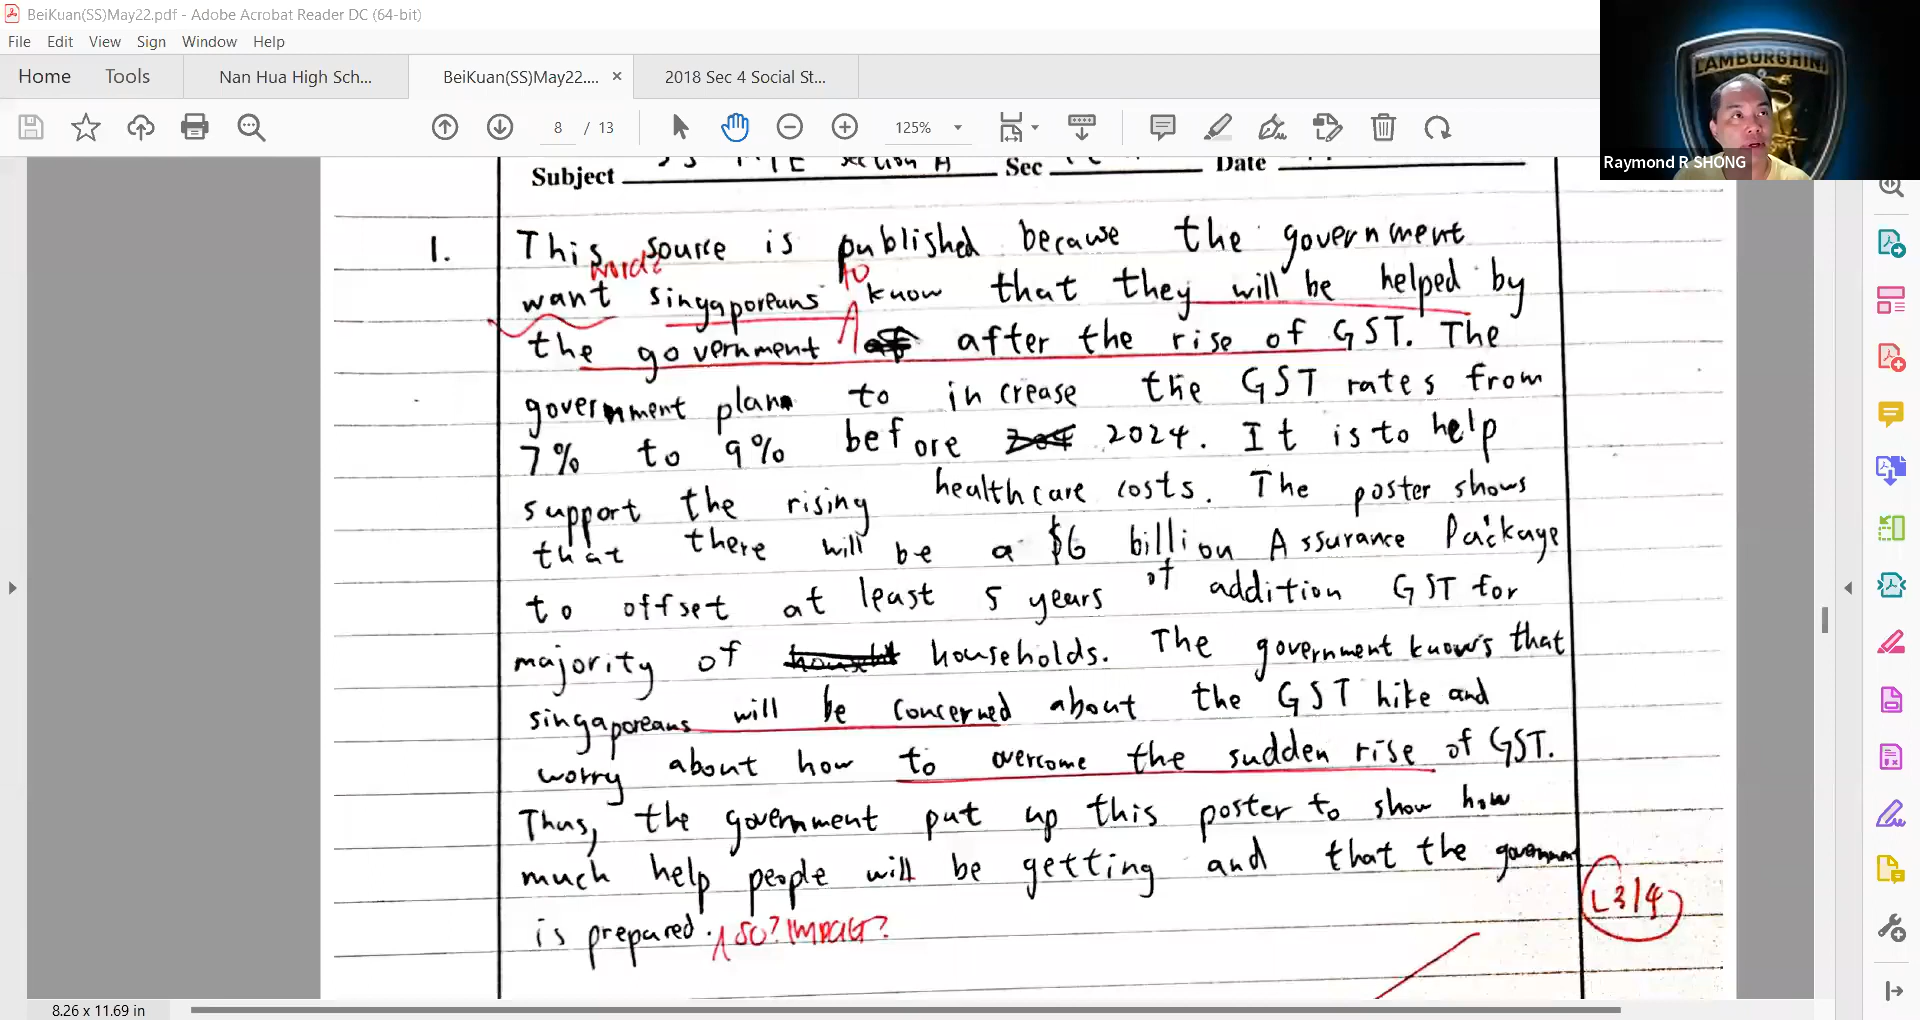 BeiKuan(SS)May22.pdf - Adobe Acrobat Reader DC (64-bit)
File Edit View Sign Window Help
Home Tools Nan Hua High Sch... BeiKuan(SS)May22.... × 2018 Sec 4 Social St...
8 / 13 125%
LAMBORGHINI
Raymond R SHONG
Section A
Subject Sec Date
1. This source is published because the government
word? to
want singaporeans know that they will be helped by
the government after the rise of GST. The
government plan to increase the GST rates from
7% to 9% before 2024. It is to help
support the rising healthcare costs. The poster shows
that there will be a $6 billion Assurance Package
to offset at least 5 years of addition GST for
majority of households. The government knows that
singaporeans will be concerned about the GST hike and
worry about how to overcome the sudden rise of GST.
Thus, the government put up this poster to show how
much help people will be getting and that the government
is prepared. so? IMPACT?
L3/4
8.26 x 11.69 in